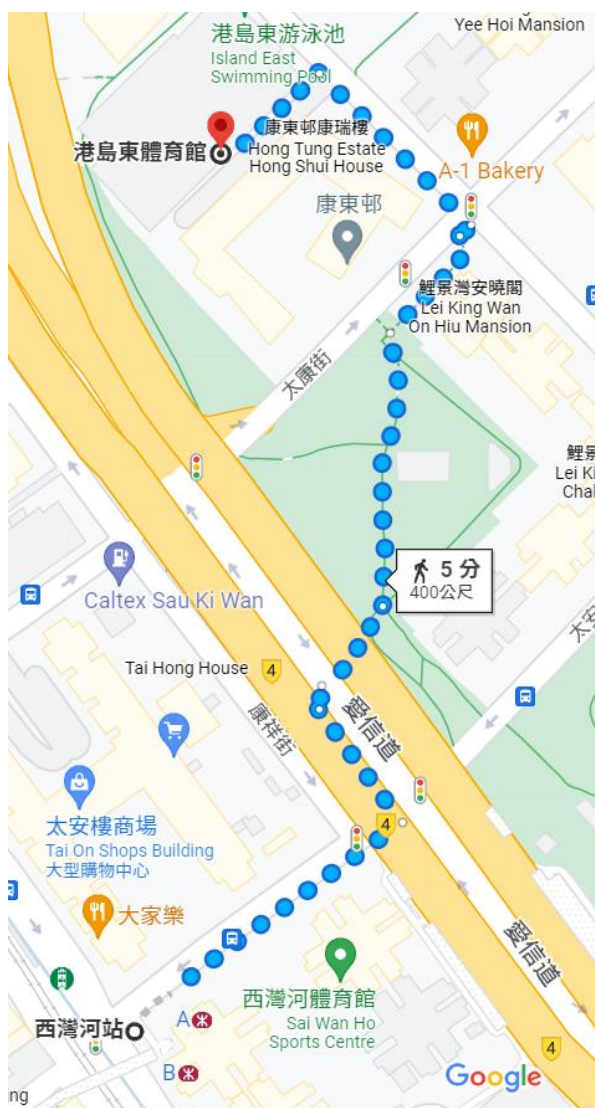 Yee Hoi Mansion
港島東游泳池
Island East
Swimming Pool
港島東體育館
康東邨康瑞樓
Hong Tung Estate
Hong Shui House
A-1 Bakery
康東邨
鯉景灣安曉閣
Lei King Wan
On Hiu Mansion
太康街
鯉景
Lei Ki
Chai
5 分
400公尺
Caltex Sau Ki Wan
太安
Tai Hong House
4
康祥街
愛信道
太安樓商場
Tai On Shops Building
大型購物中心
4
大家樂
愛信道
西灣河體育館
Sai Wan Ho
Sports Centre
西灣河站
A
B
4
Google
ng